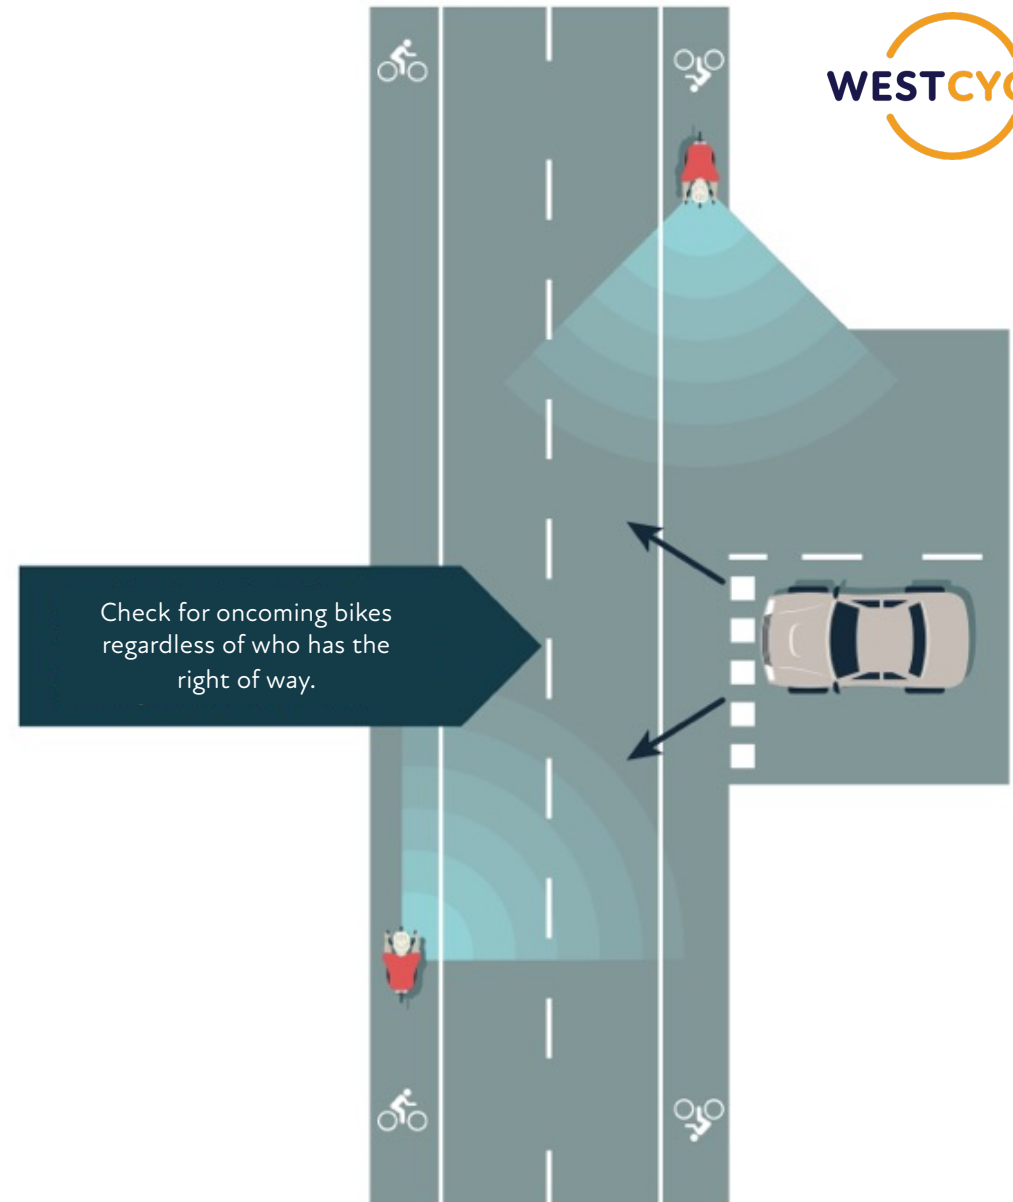 WESTCYC
Check for oncoming bikes
regardless of who has the
right of way.